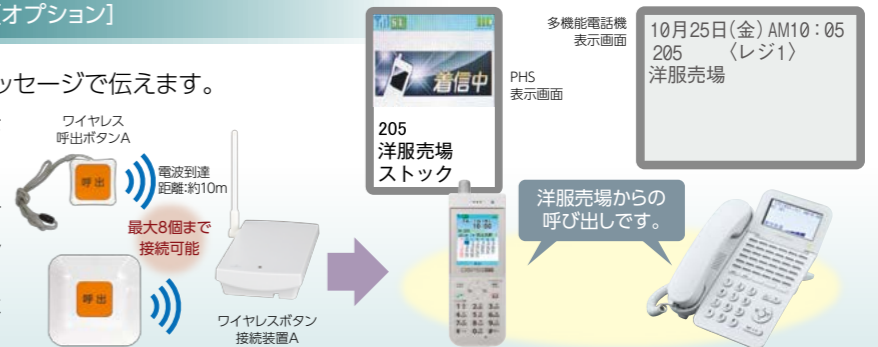 [オプション]
ッセージで伝えます。
ワイヤレス
呼出ボタンA
呼出
電波到達
距離:約10m
最大8個まで
接続可能
呼出
ワイヤレスボタン
接続装置A
着信中
205
洋服売場
ストック
PHS
表示画面
多機能電話機
表示画面
10月25日(金)AM10:05
205 〈レジ1〉
洋服売場
洋服売場からの
呼び出しです。